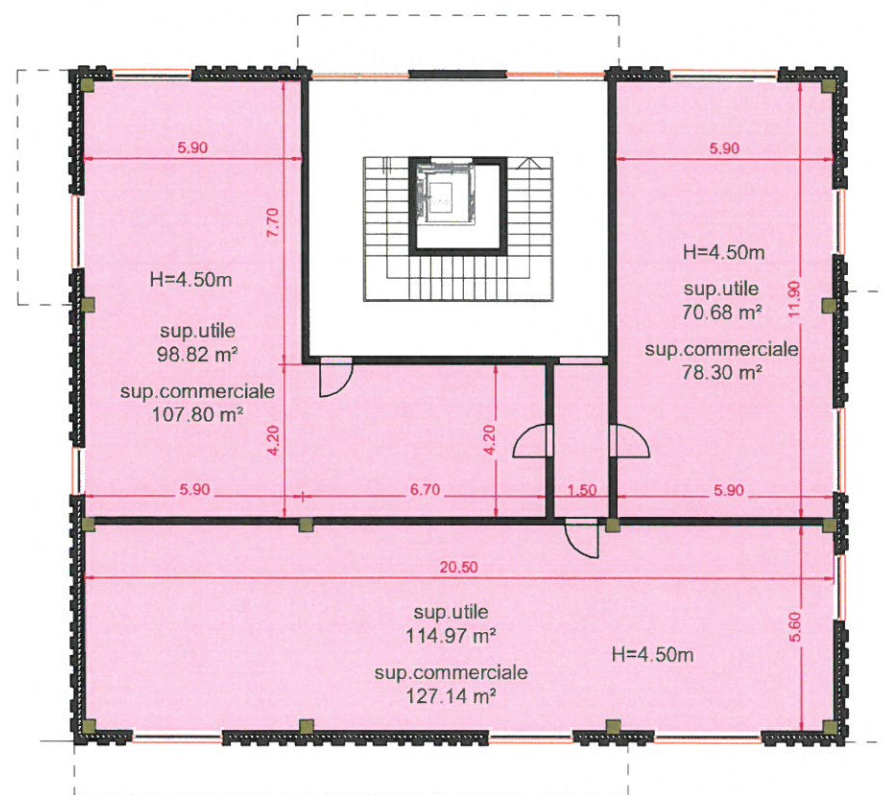 5.90
5.90
7.70
H=4.50m
sup.utile
98.82 m²
sup.commerciale
107.80 m²
H=4.50m
sup.utile
70.68 m²
sup.commerciale
78.30 m²
11.90
4.20
4.20
5.90
6.70
1.50
5.90
20.50
sup.utile
114.97 m²
sup.commerciale
127.14 m²
H=4.50m
5.60